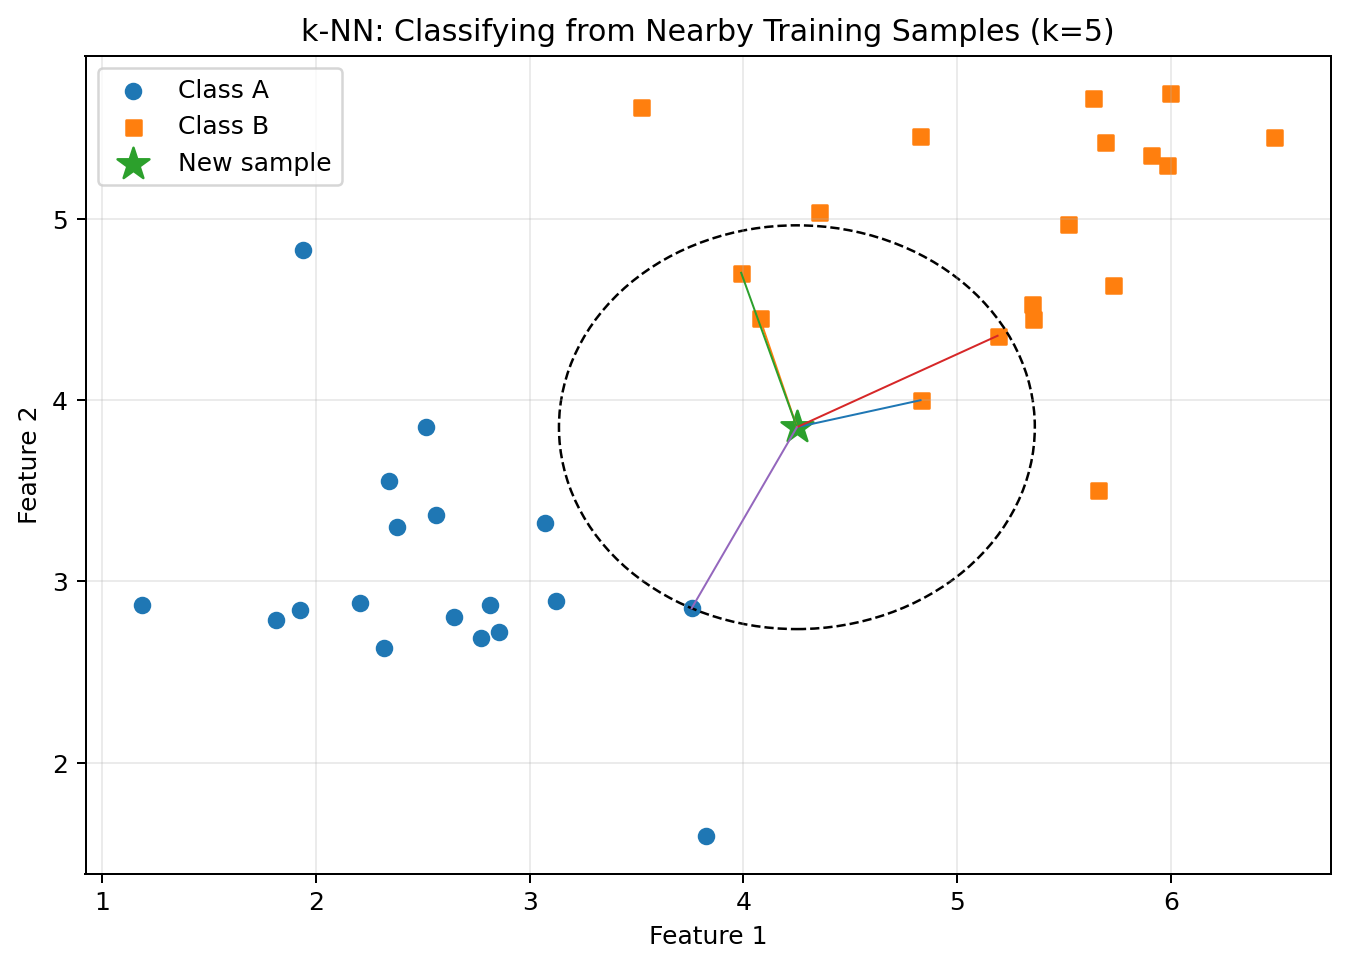 k-NN: Classifying from Nearby Training Samples (k=5)
Class A
Class B
New sample
5
4
3
2
Feature 2
1
2
3
4
5
6
Feature 1